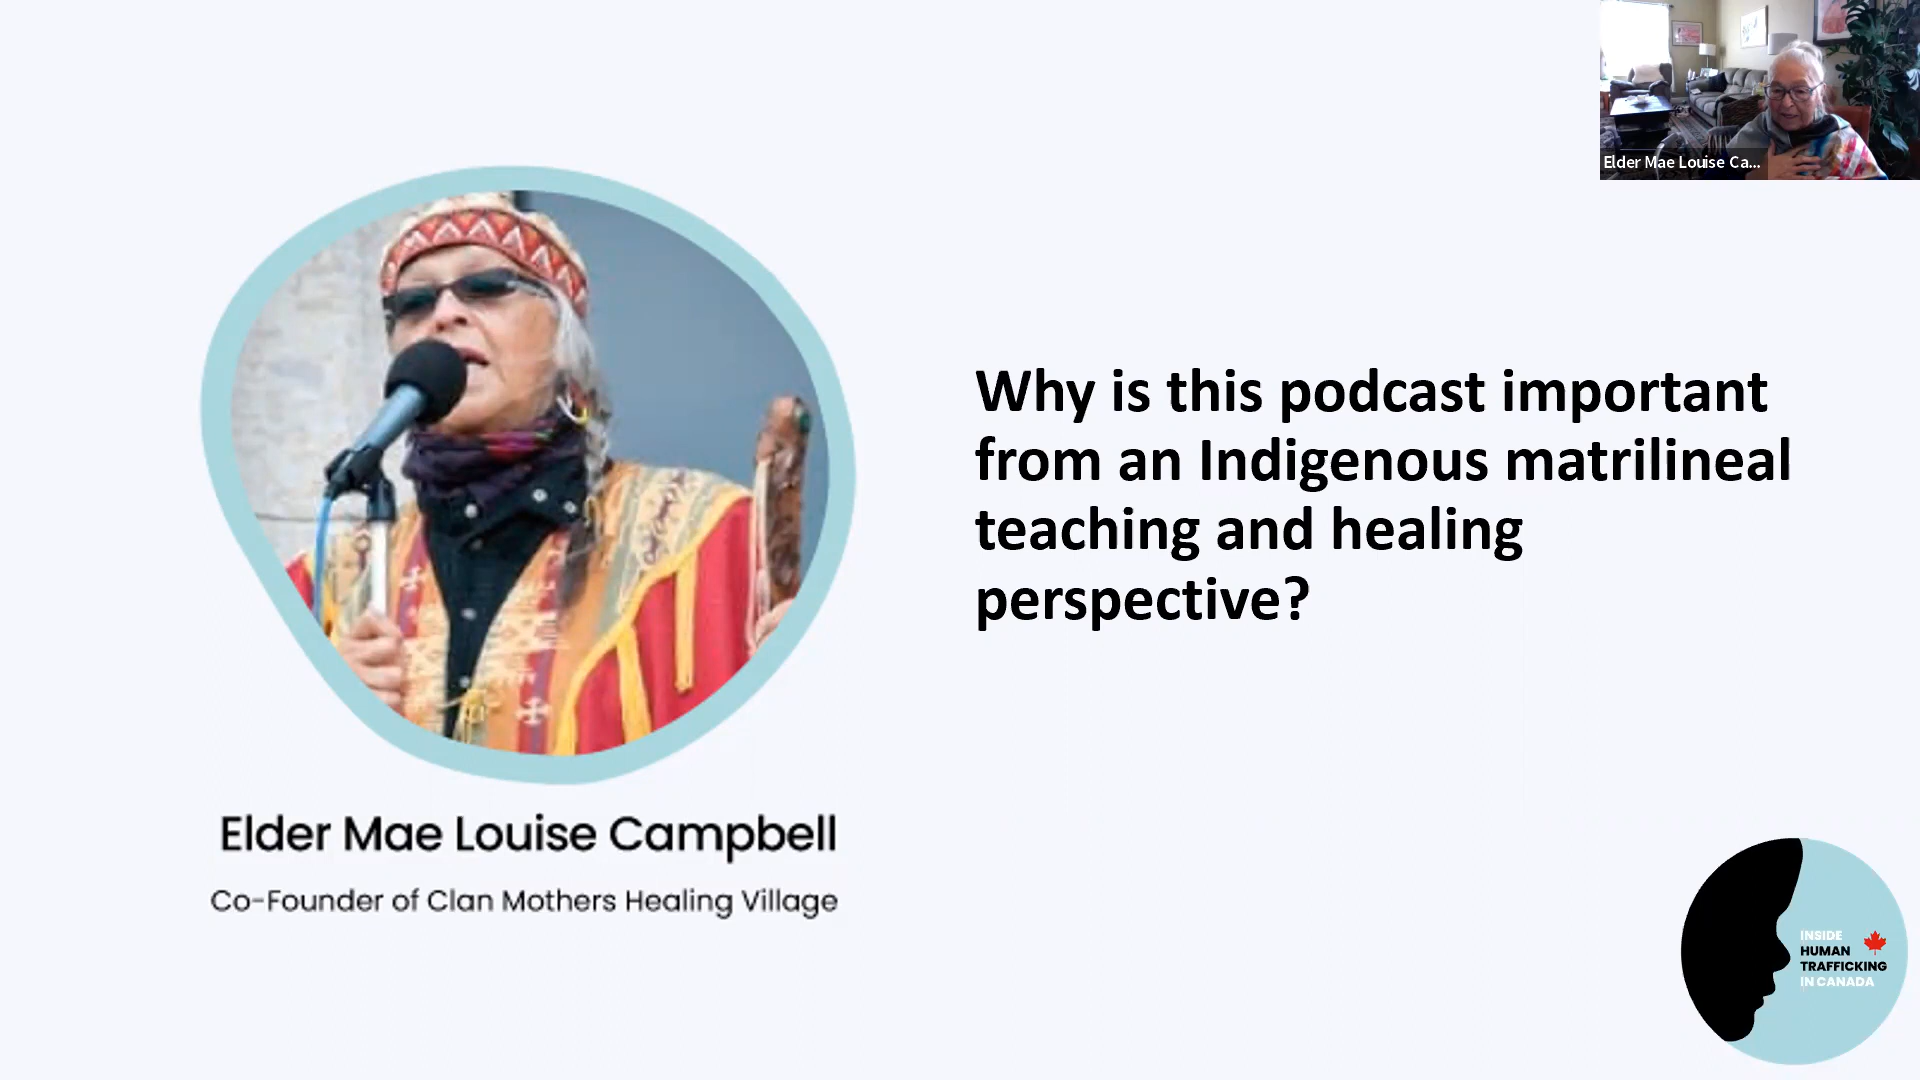 Elder Mae Louise Ca...
Why is this podcast important
from an Indigenous matrilineal
teaching and healing
perspective?
Elder Mae Louise Campbell
Co-Founder of Clan Mothers Healing Village
INSIDE
HUMAN
TRAFFICKING
IN CANADA